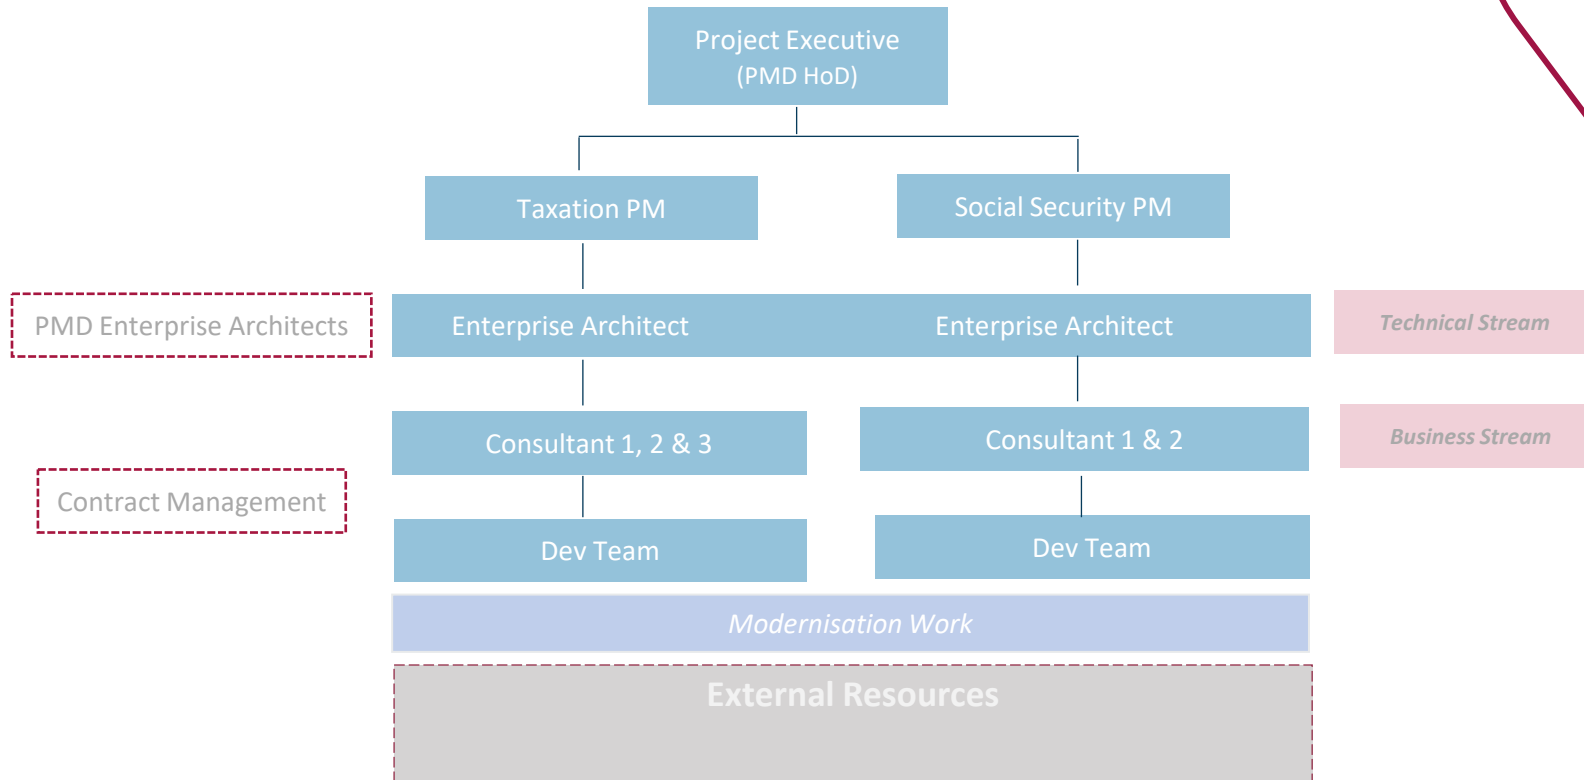 Project Executive
(PMD HoD)
Taxation PM
Social Security PM
PMD Enterprise Architects
Enterprise Architect
Enterprise Architect
Technical Stream
Consultant 1, 2 & 3
Consultant 1 & 2
Business Stream
Contract Management
Dev Team
Dev Team
Modernisation Work
External Resources